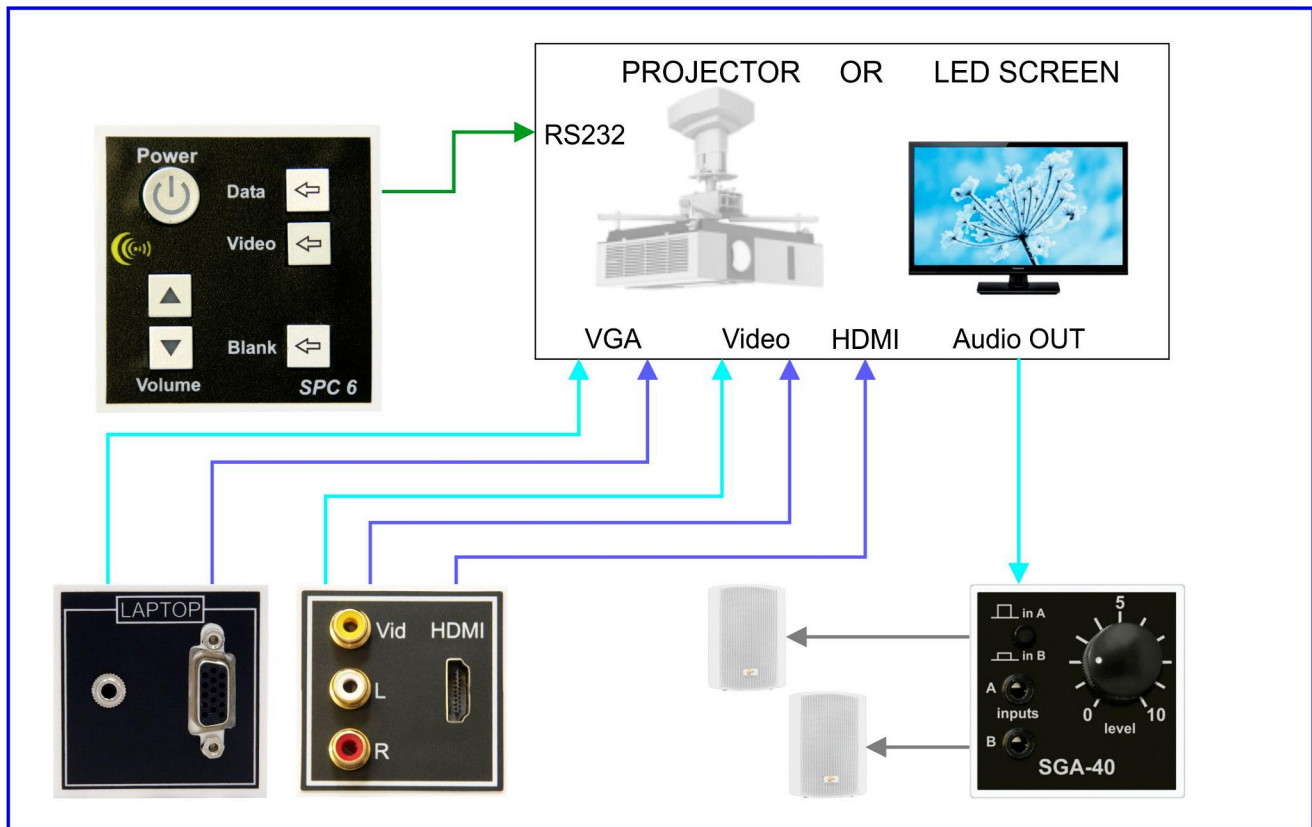 PROJECTOR OR LED SCREEN
RS232
VGA Video HDMI Audio OUT
Power
Data
Video
Blank
Volume
SPC 6
LAPTOP
Vid HDMI
L
R
in A
in B
A
inputs
B
5
0 10
level
SGA-40